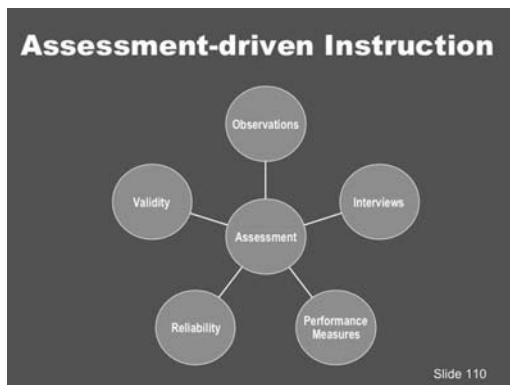 Assessment-driven Instruction
Observations
Validity
Interviews
Assessment
Reliability
Performance
Measures
Slide 110